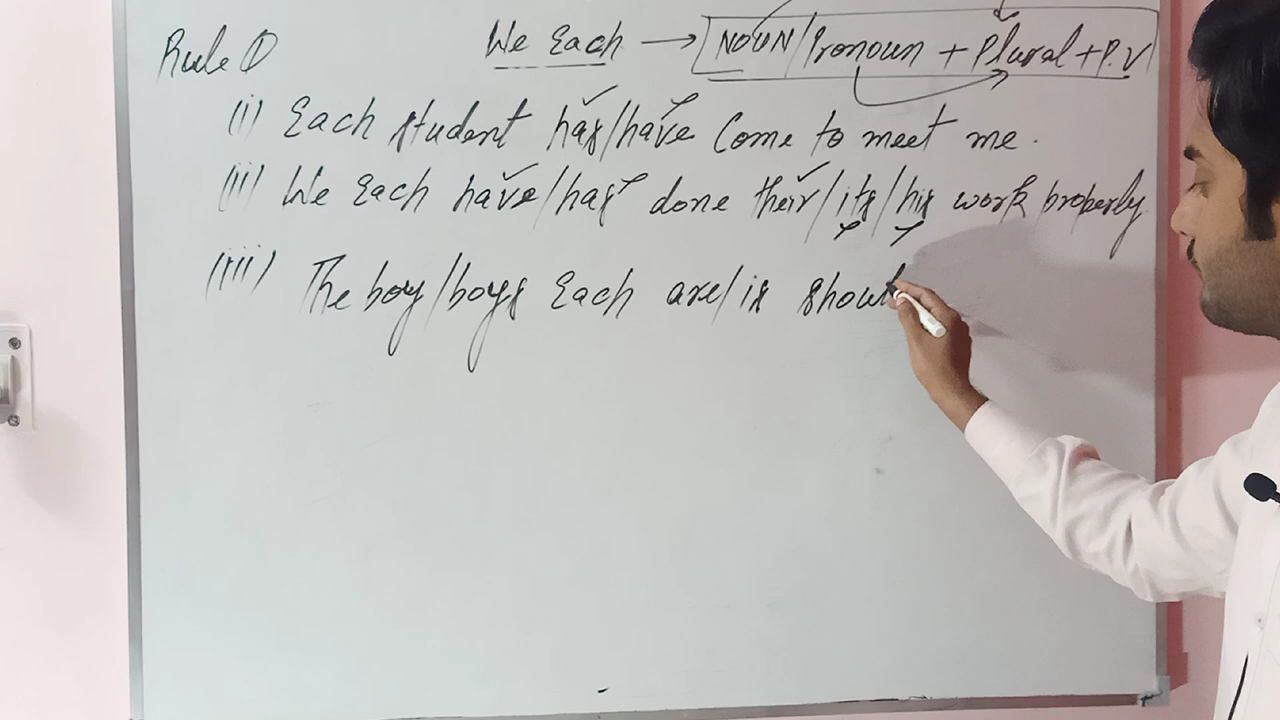 Rule ① We Each → NOUN/Pronoun + Plural + P.V
(i) Each student has/have Come to meet me.
(ii) We Each have/has done their/its/his work properly
(iii) The boy/boys Each are/is shou